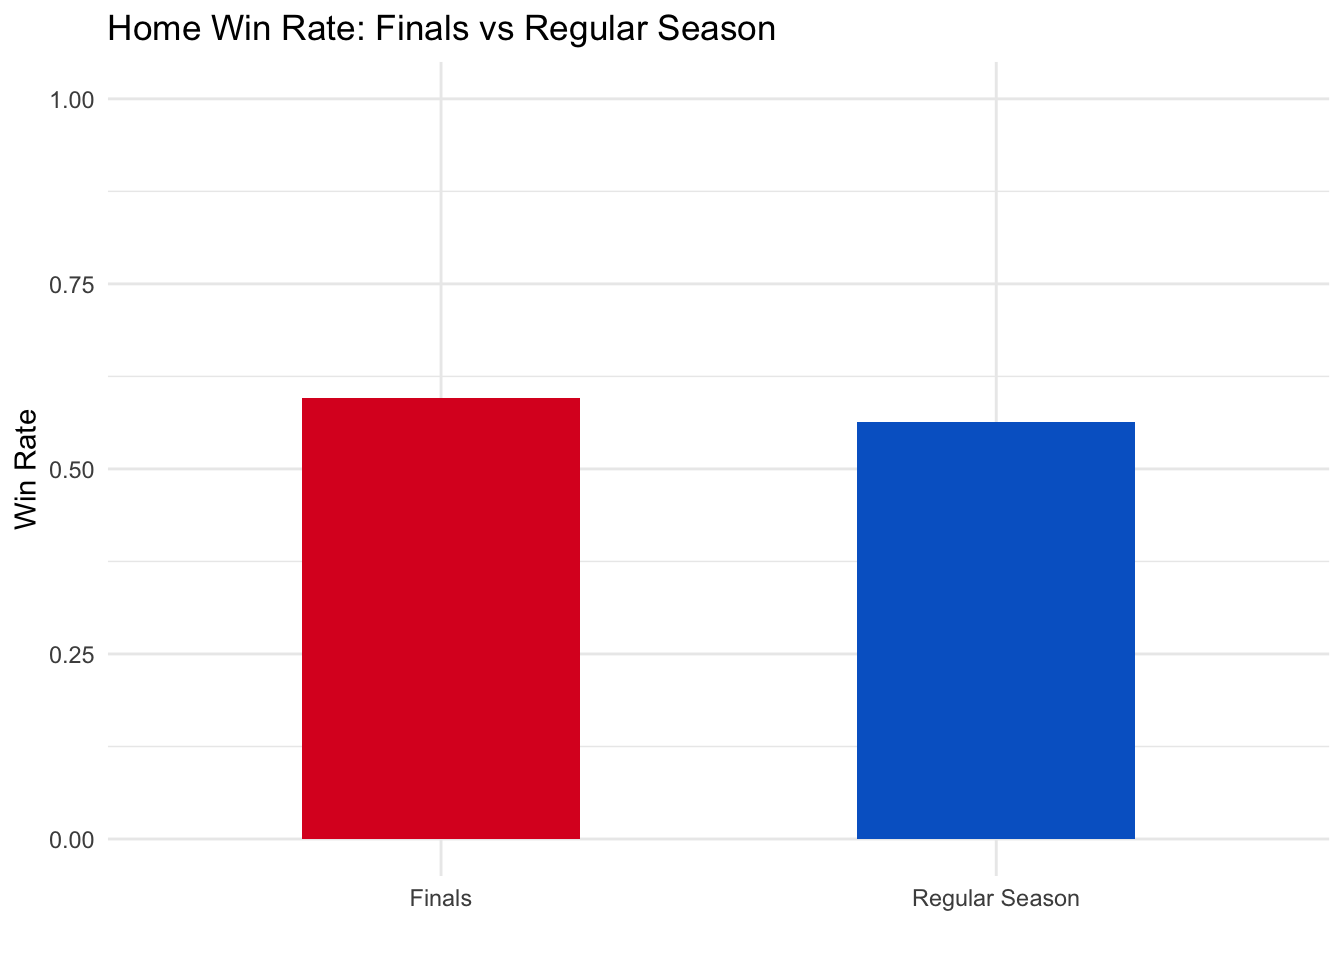 Home Win Rate: Finals vs Regular Season
1.00
0.75
0.50
0.25
0.00
Win Rate
Finals
Regular Season